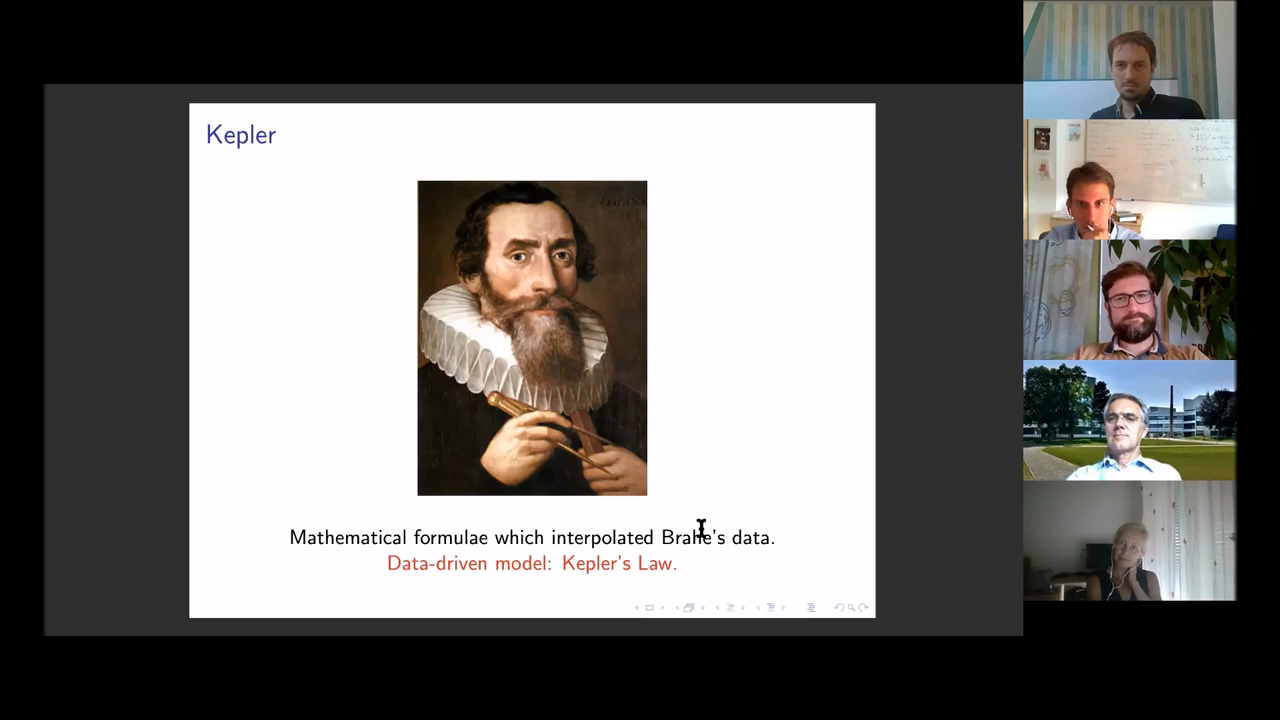 Kepler
Mathematical formulae which interpolated Brahe's data.
Data-driven model: Kepler's Law.